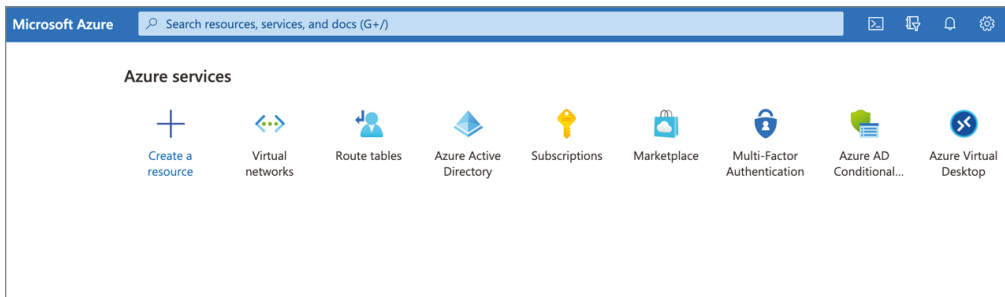 Microsoft Azure
Search resources, services, and docs (G+/)
Azure services
Create a
resource
Virtual
networks
Route tables
Azure Active
Directory
Subscriptions
Marketplace
Multi-Factor
Authentication
Azure AD
Conditional...
Azure Virtual
Desktop